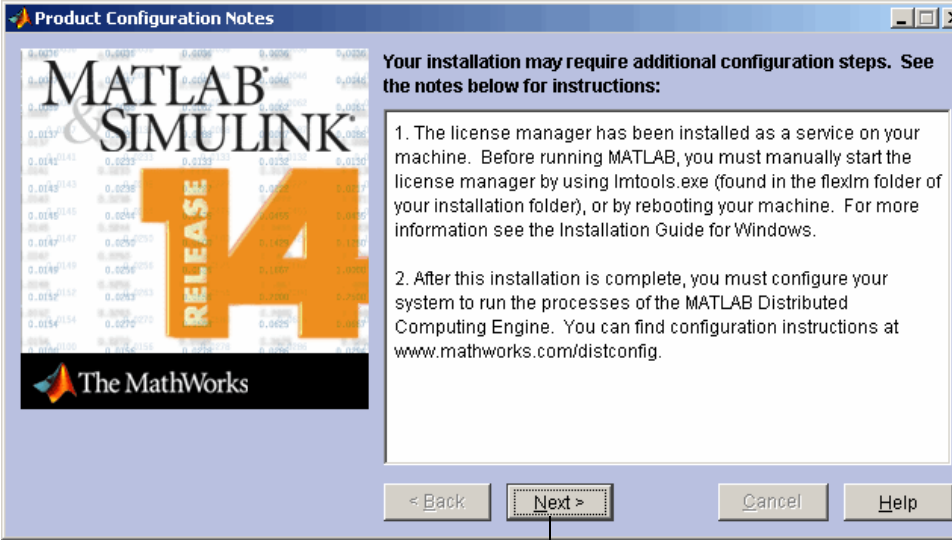 Product Configuration Notes
MATLAB
& SIMULINK
RELEASE
14
The MathWorks
Your installation may require additional configuration steps. See
the notes below for instructions:
1. The license manager has been installed as a service on your
machine. Before running MATLAB, you must manually start the
license manager by using lmtools.exe (found in the flexlm folder of
your installation folder), or by rebooting your machine. For more
information see the Installation Guide for Windows.
2. After this installation is complete, you must configure your
system to run the processes of the MATLAB Distributed
Computing Engine. You can find configuration instructions at
www.mathworks.com/distconfig.
< Back
Next >
Cancel
Help